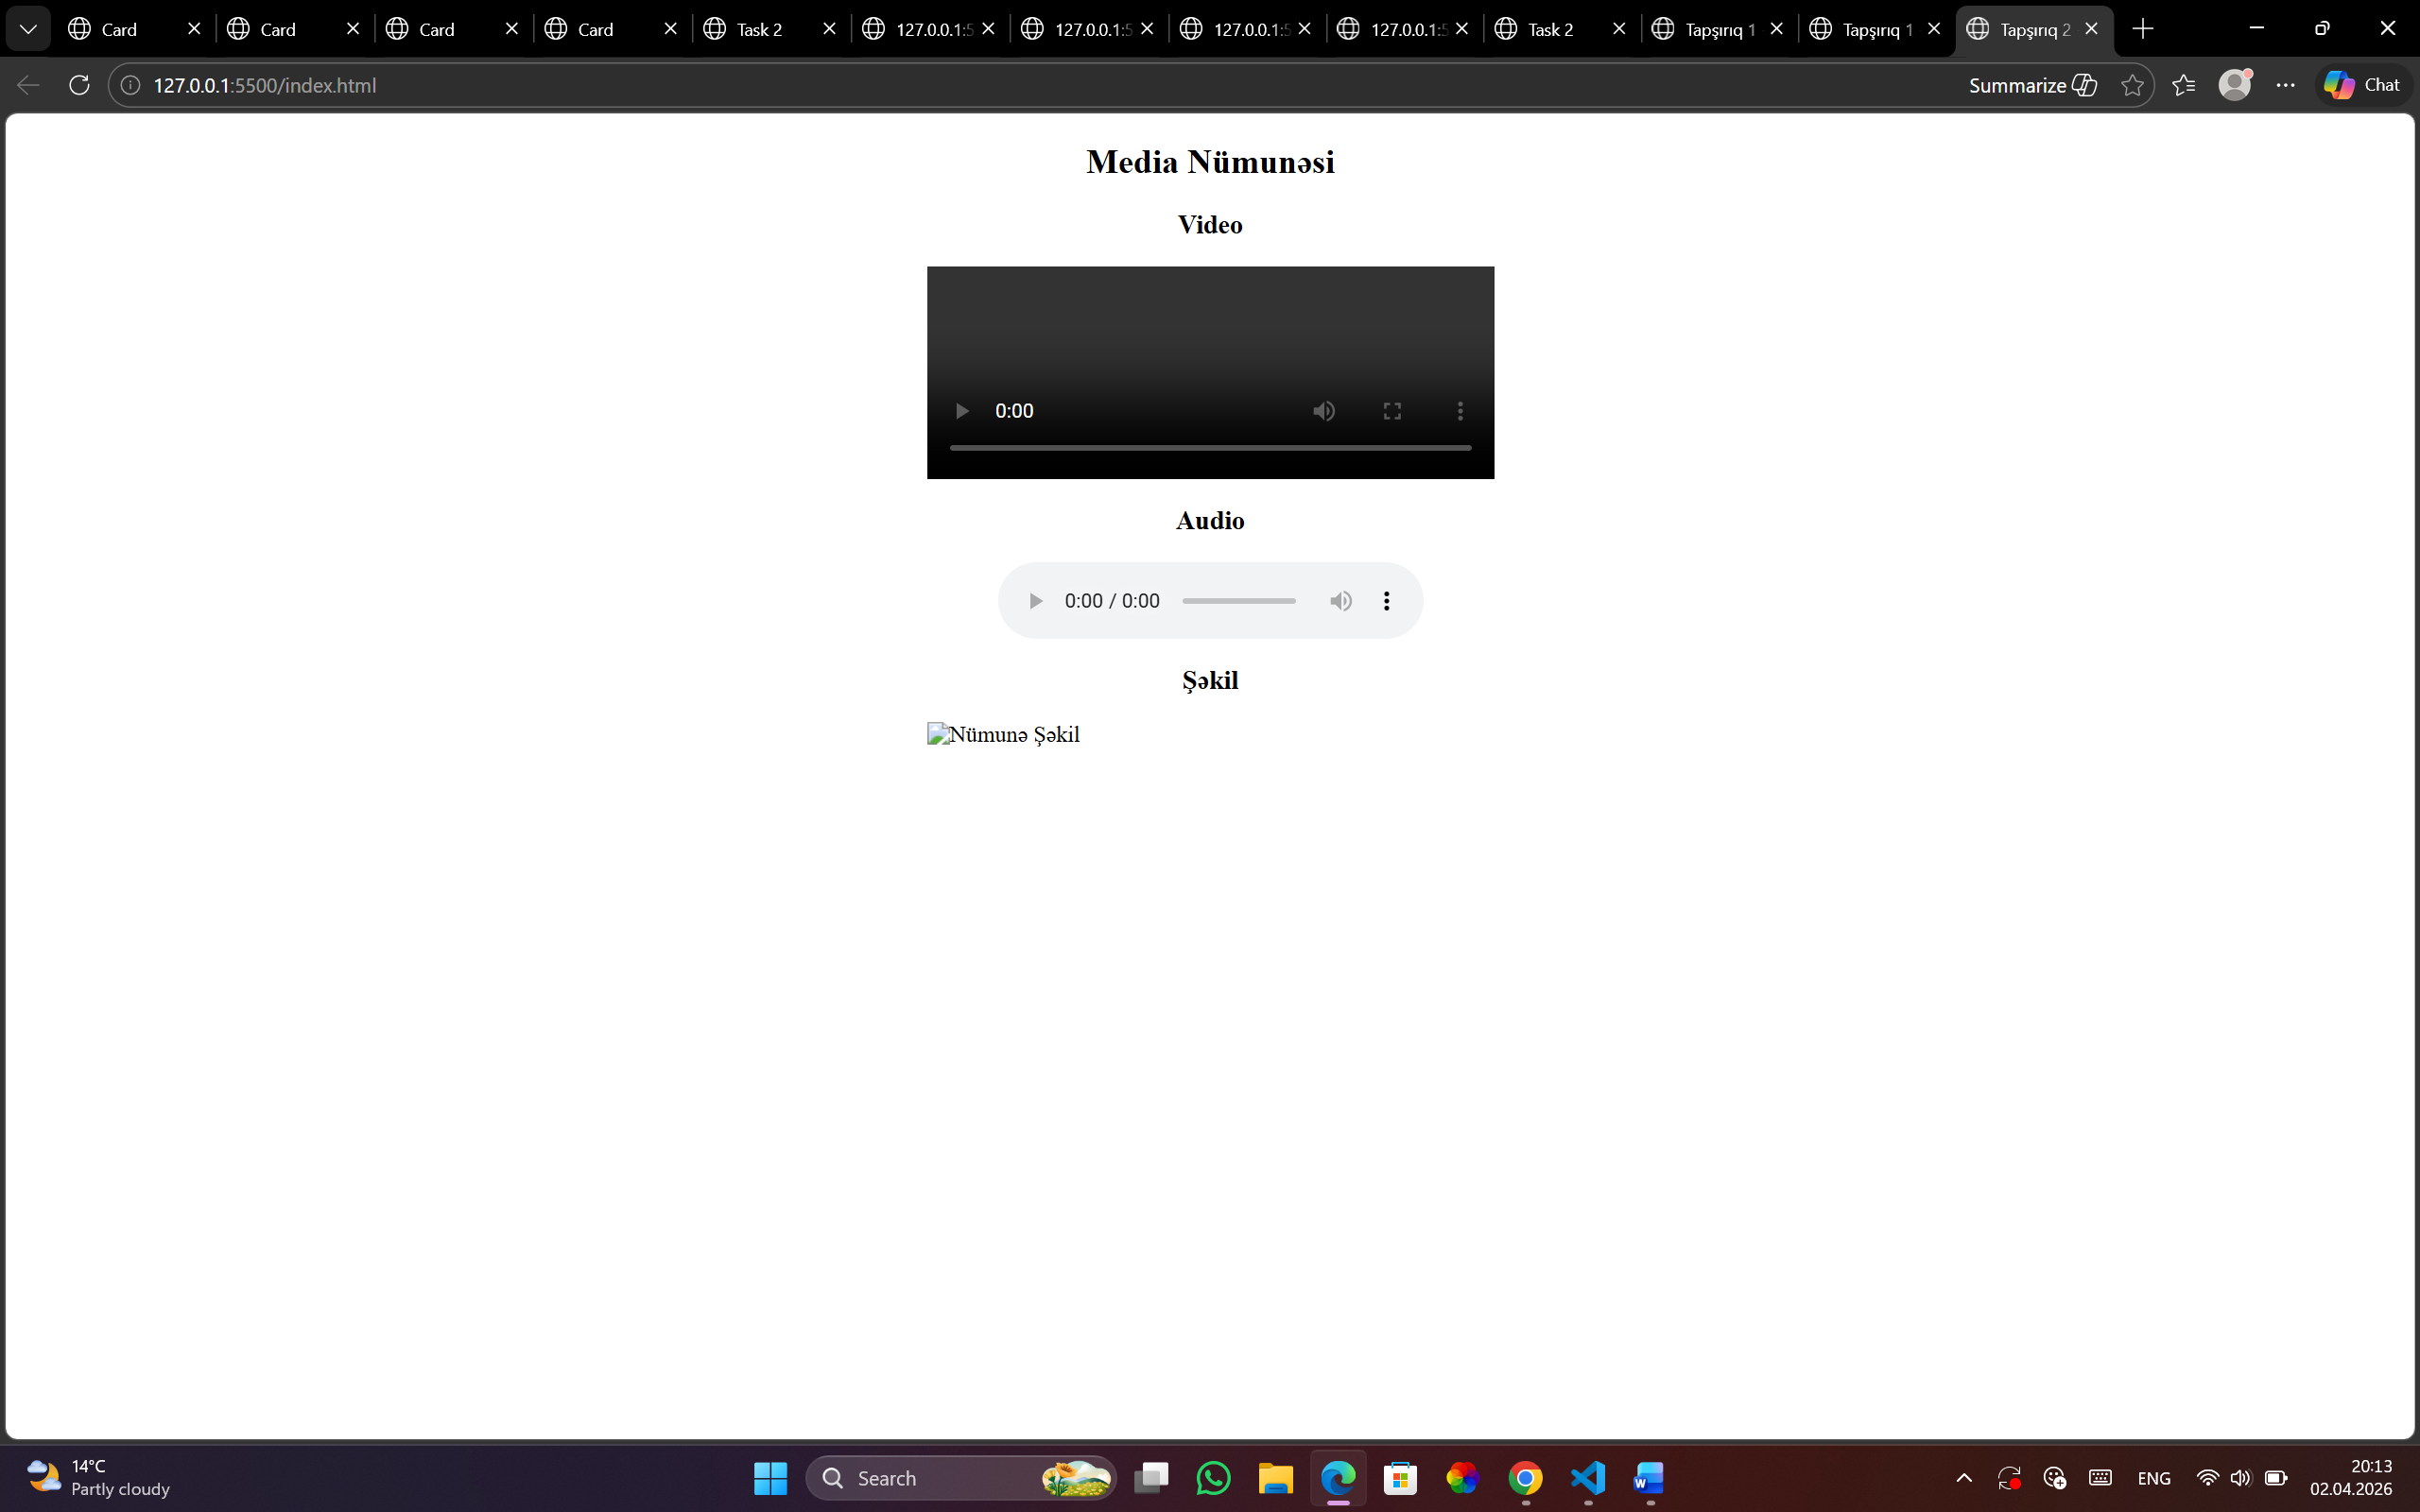 Card
Card
Card
Card
Task 2
127.0.0.1:5
127.0.0.1:5
127.0.0.1:5
127.0.0.1:5
Task 2
Tapşırıq 1
Tapşırıq 1
Tapşırıq 2
127.0.0.1:5500/index.html
Summarize
Chat
Media Nümunəsi
Video
0:00
Audio
0:00 / 0:00
Şəkil
Nümunə Şəkil
14°C
Partly cloudy
Search
W
ENG
20:13
02.04.2026